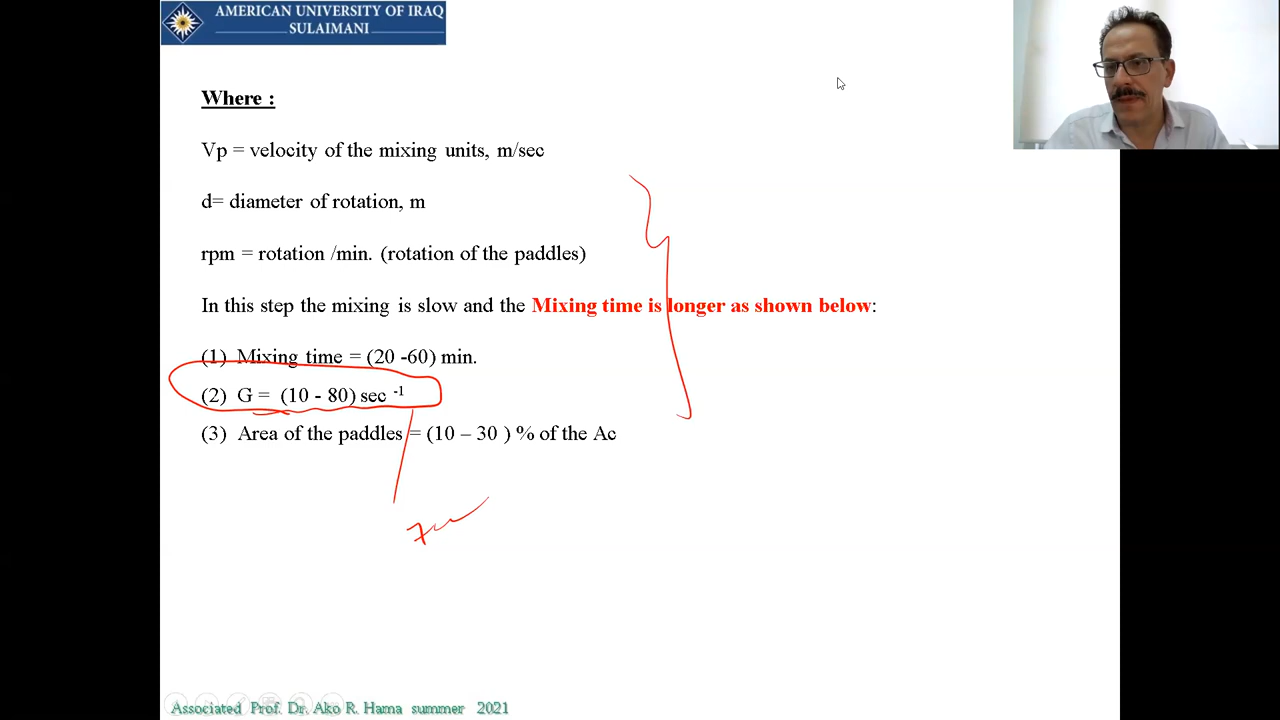 AMERICAN UNIVERSITY OF IRAQ
SULAIMANI
Where :
Vp = velocity of the mixing units, m/sec
d= diameter of rotation, m
rpm = rotation /min. (rotation of the paddles)
In this step the mixing is slow and the Mixing time is longer as shown below:
(1) Mixing time = (20 -60) min.
(2) G = (10 - 80) sec -1
(3) Area of the paddles = (10 – 30 ) % of the Ac
Associated Prof. Dr. Ako R. Hama summer 2021